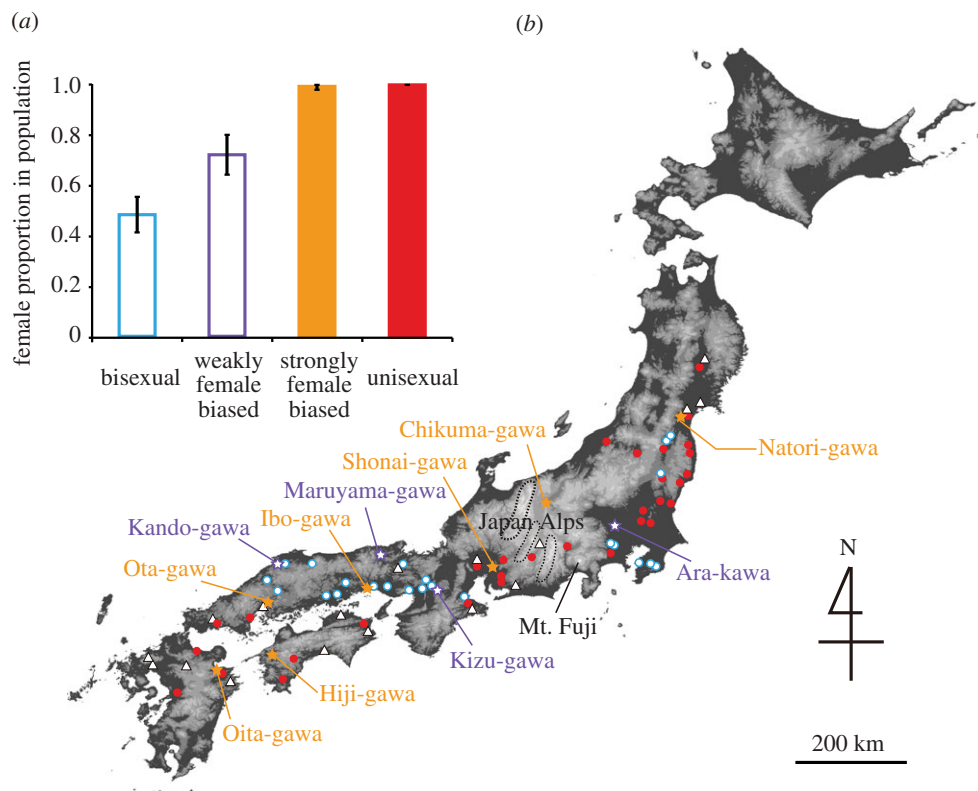 (a)
female proportion in population
1.0
0.8
0.6
0.4
0.2
0
bisexual
weakly
female
biased
strongly
female
biased
unisexual
(b)
Chikuma-gawa
Natori-gawa
Shonai-gawa
Maruyama-gawa
Japan Alps
Ibo-gawa
Kando-gawa
Ota-gawa
Ara-kawa
N
Mt. Fuji
Kizu-gawa
Hiji-gawa
Oita-gawa
200 km